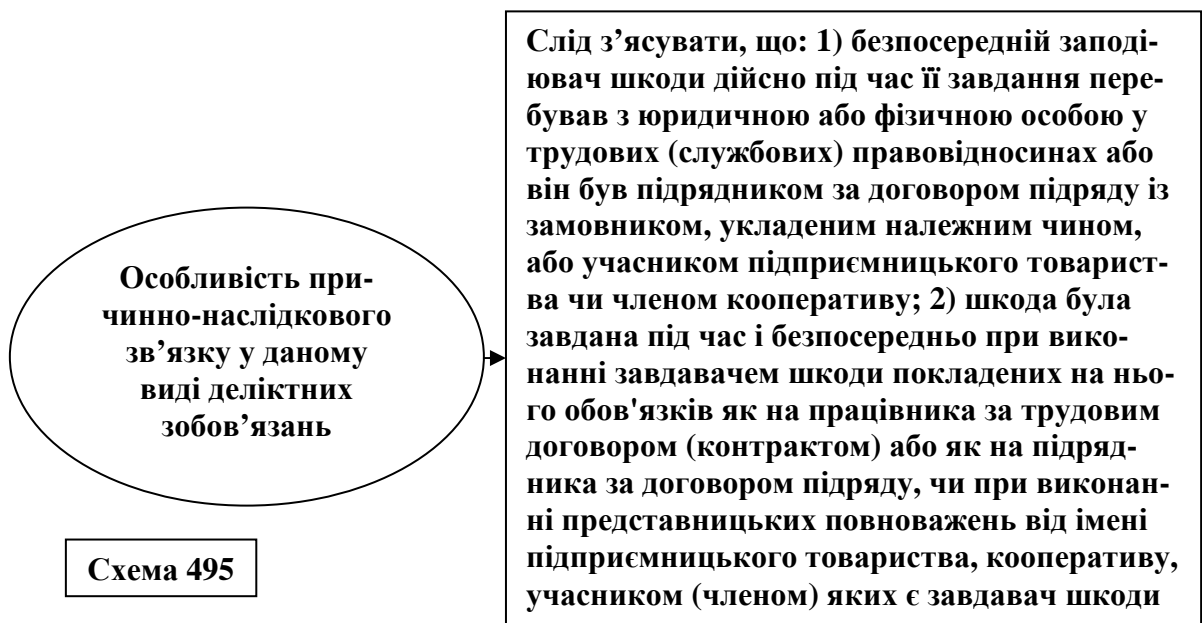 Особливість при-
чинно-наслідкового
зв’язку у даному
виді деліктних
зобов’язань
Схема 495
Слід з’ясувати, що: 1) безпосередній заподі-
ювач шкоди дійсно під час її завдання пере-
бував з юридичною або фізичною особою у
трудових (службових) правовідносинах або
він був підрядником за договором підряду із
замовником, укладеним належним чином,
або учасником підприємницького товарист-
ва чи членом кооперативу; 2) шкода була
завдана під час і безпосередньо при вико-
нанні завдавачем шкоди покладених на ньо-
го обов'язків як на працівника за трудовим
договором (контрактом) або як на підряд-
ника за договором підряду, чи при виконан-
ні представницьких повноважень від імені
підприємницького товариства, кооперативу,
учасником (членом) яких є завдавач шкоди